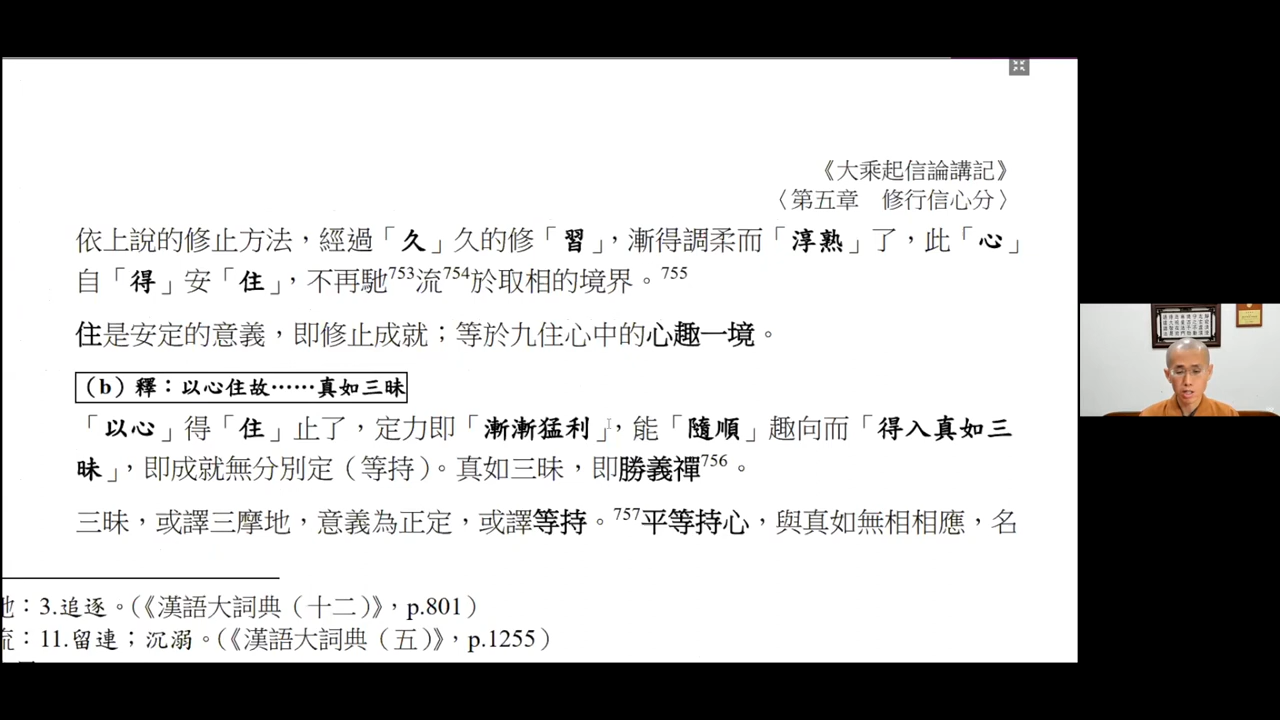 《大乘起信論講記》
〈第五章　修行信心分〉
依上說的修止方法，經過「久」久的修「習」，漸得調柔而「淳熟」了，此「心」
自「得」安「住」，不再馳753流754於取相的境界。755
住是安定的意義，即修止成就；等於九住心中的心趣一境。
（b）釋：以心住故……真如三昧
「以心」得「住」止了，定力即「漸漸猛利」，能「隨順」趣向而「得入真如三
昧」，即成就無分別定（等持）。真如三昧，即勝義禪756。
三昧，或譯三摩地，意義為正定，或譯等持。757平等持心，與真如無相相應，名
：3.追逐。（《漢語大詞典（十二）》，p.801）
：11.留連；沉溺。（《漢語大詞典（五）》，p.1255）